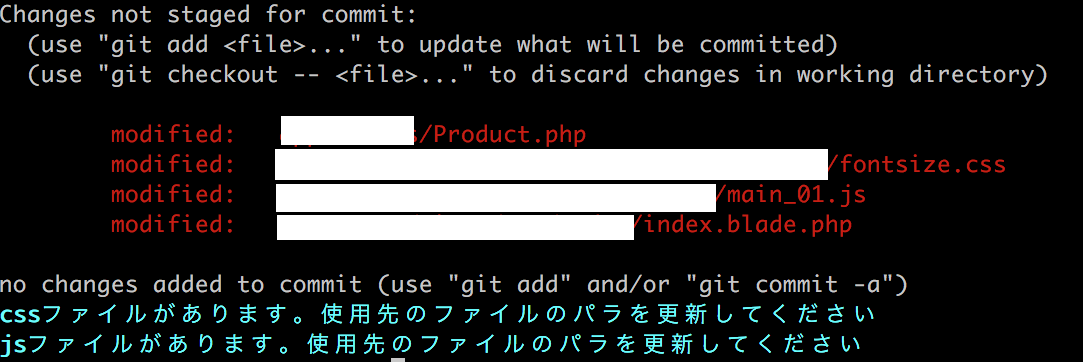 Changes not staged for commit:
(use "git add <file>..." to update what will be committed)
(use "git checkout -- <file>..." to discard changes in working directory)
modified: /Product.php
modified: /fontsize.css
modified: /main_01.js
modified: /index.blade.php
no changes added to commit (use "git add" and/or "git commit -a")
cssファイルがあります。使用先のファイルのパラを更新してください
jsファイルがあります。使用先のファイルのパラを更新してください